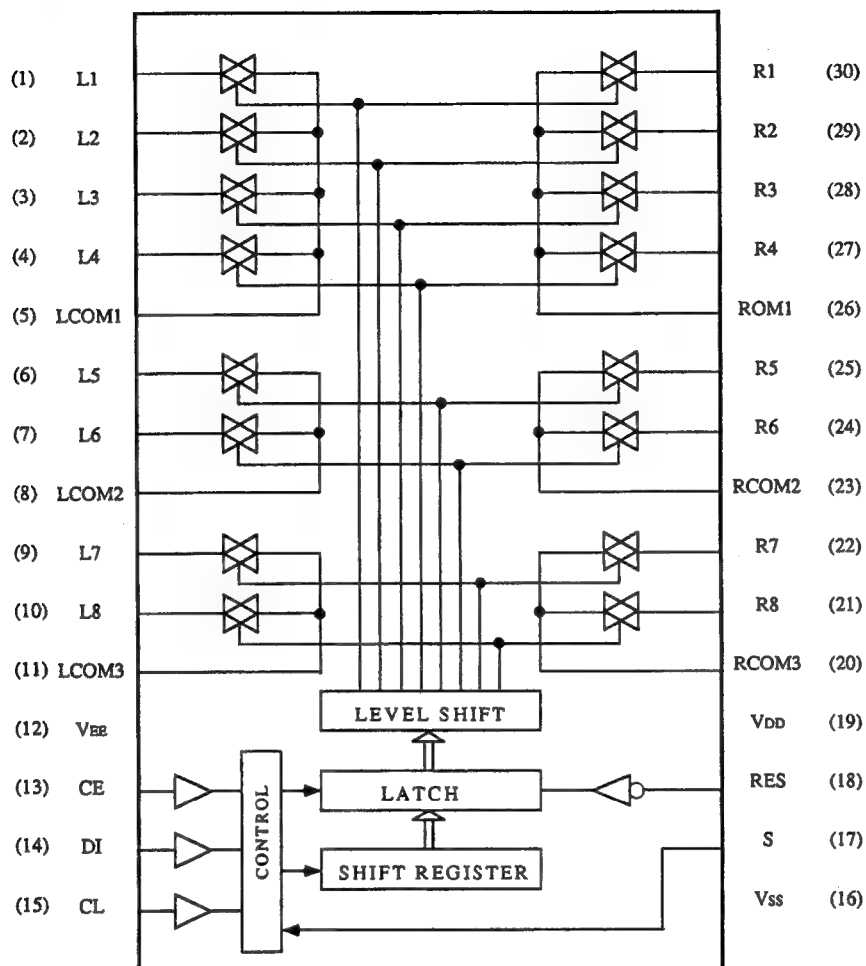 (1) L1 R1 (30)
(2) L2 R2 (29)
(3) L3 R3 (28)
(4) L4 R4 (27)
(5) LCOM1 ROM1 (26)
(6) L5 R5 (25)
(7) L6 R6 (24)
(8) LCOM2 RCOM2 (23)
(9) L7 R7 (22)
(10) L8 R8 (21)
(11) LCOM3 RCOM3 (20)
LEVEL SHIFT
(12) VEE VDD (19)
(13) CE LATCH RES (18)
CONTROL
(14) DI SHIFT REGISTER S (17)
(15) CL VSS (16)